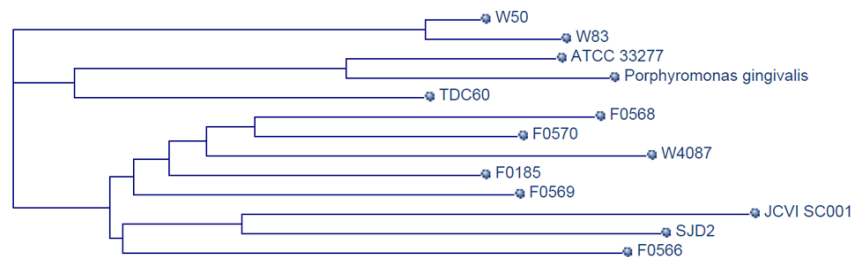 W50
W83
ATCC 33277
Porphyromonas gingivalis
TDC60
F0568
F0570
W4087
F0185
F0569
JCVI SC001
SJD2
F0566